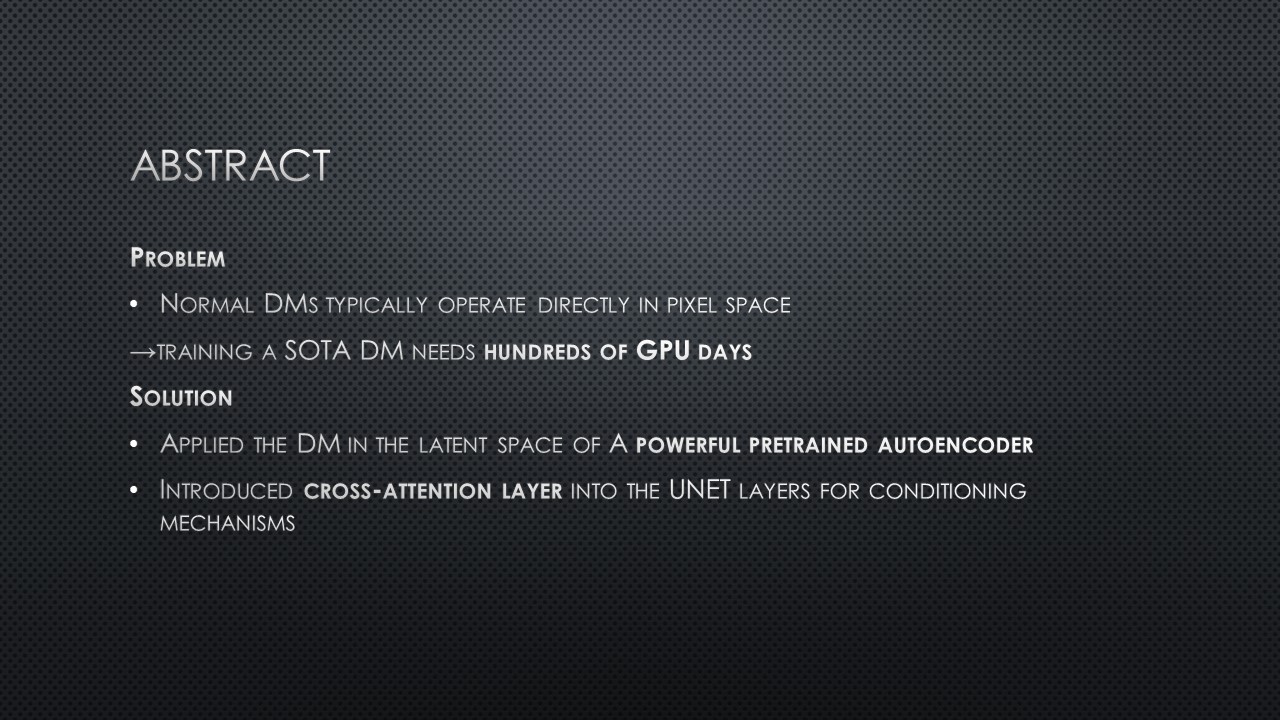 ABSTRACT
Problem
• Normal DMs typically operate directly in pixel space
→training a SOTA DM needs hundreds of GPU days
Solution
• Applied the DM in the latent space of A powerful pretrained autoencoder
• Introduced cross-attention layer into the UNET layers for conditioning
mechanisms